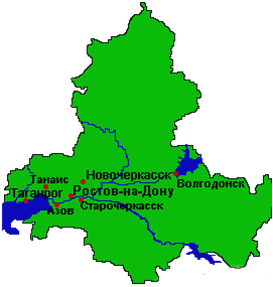 Новочеркасск
Танаис
Волгодонск
Таганрог
Ростов-на-Дону
Азов
Старочеркасск